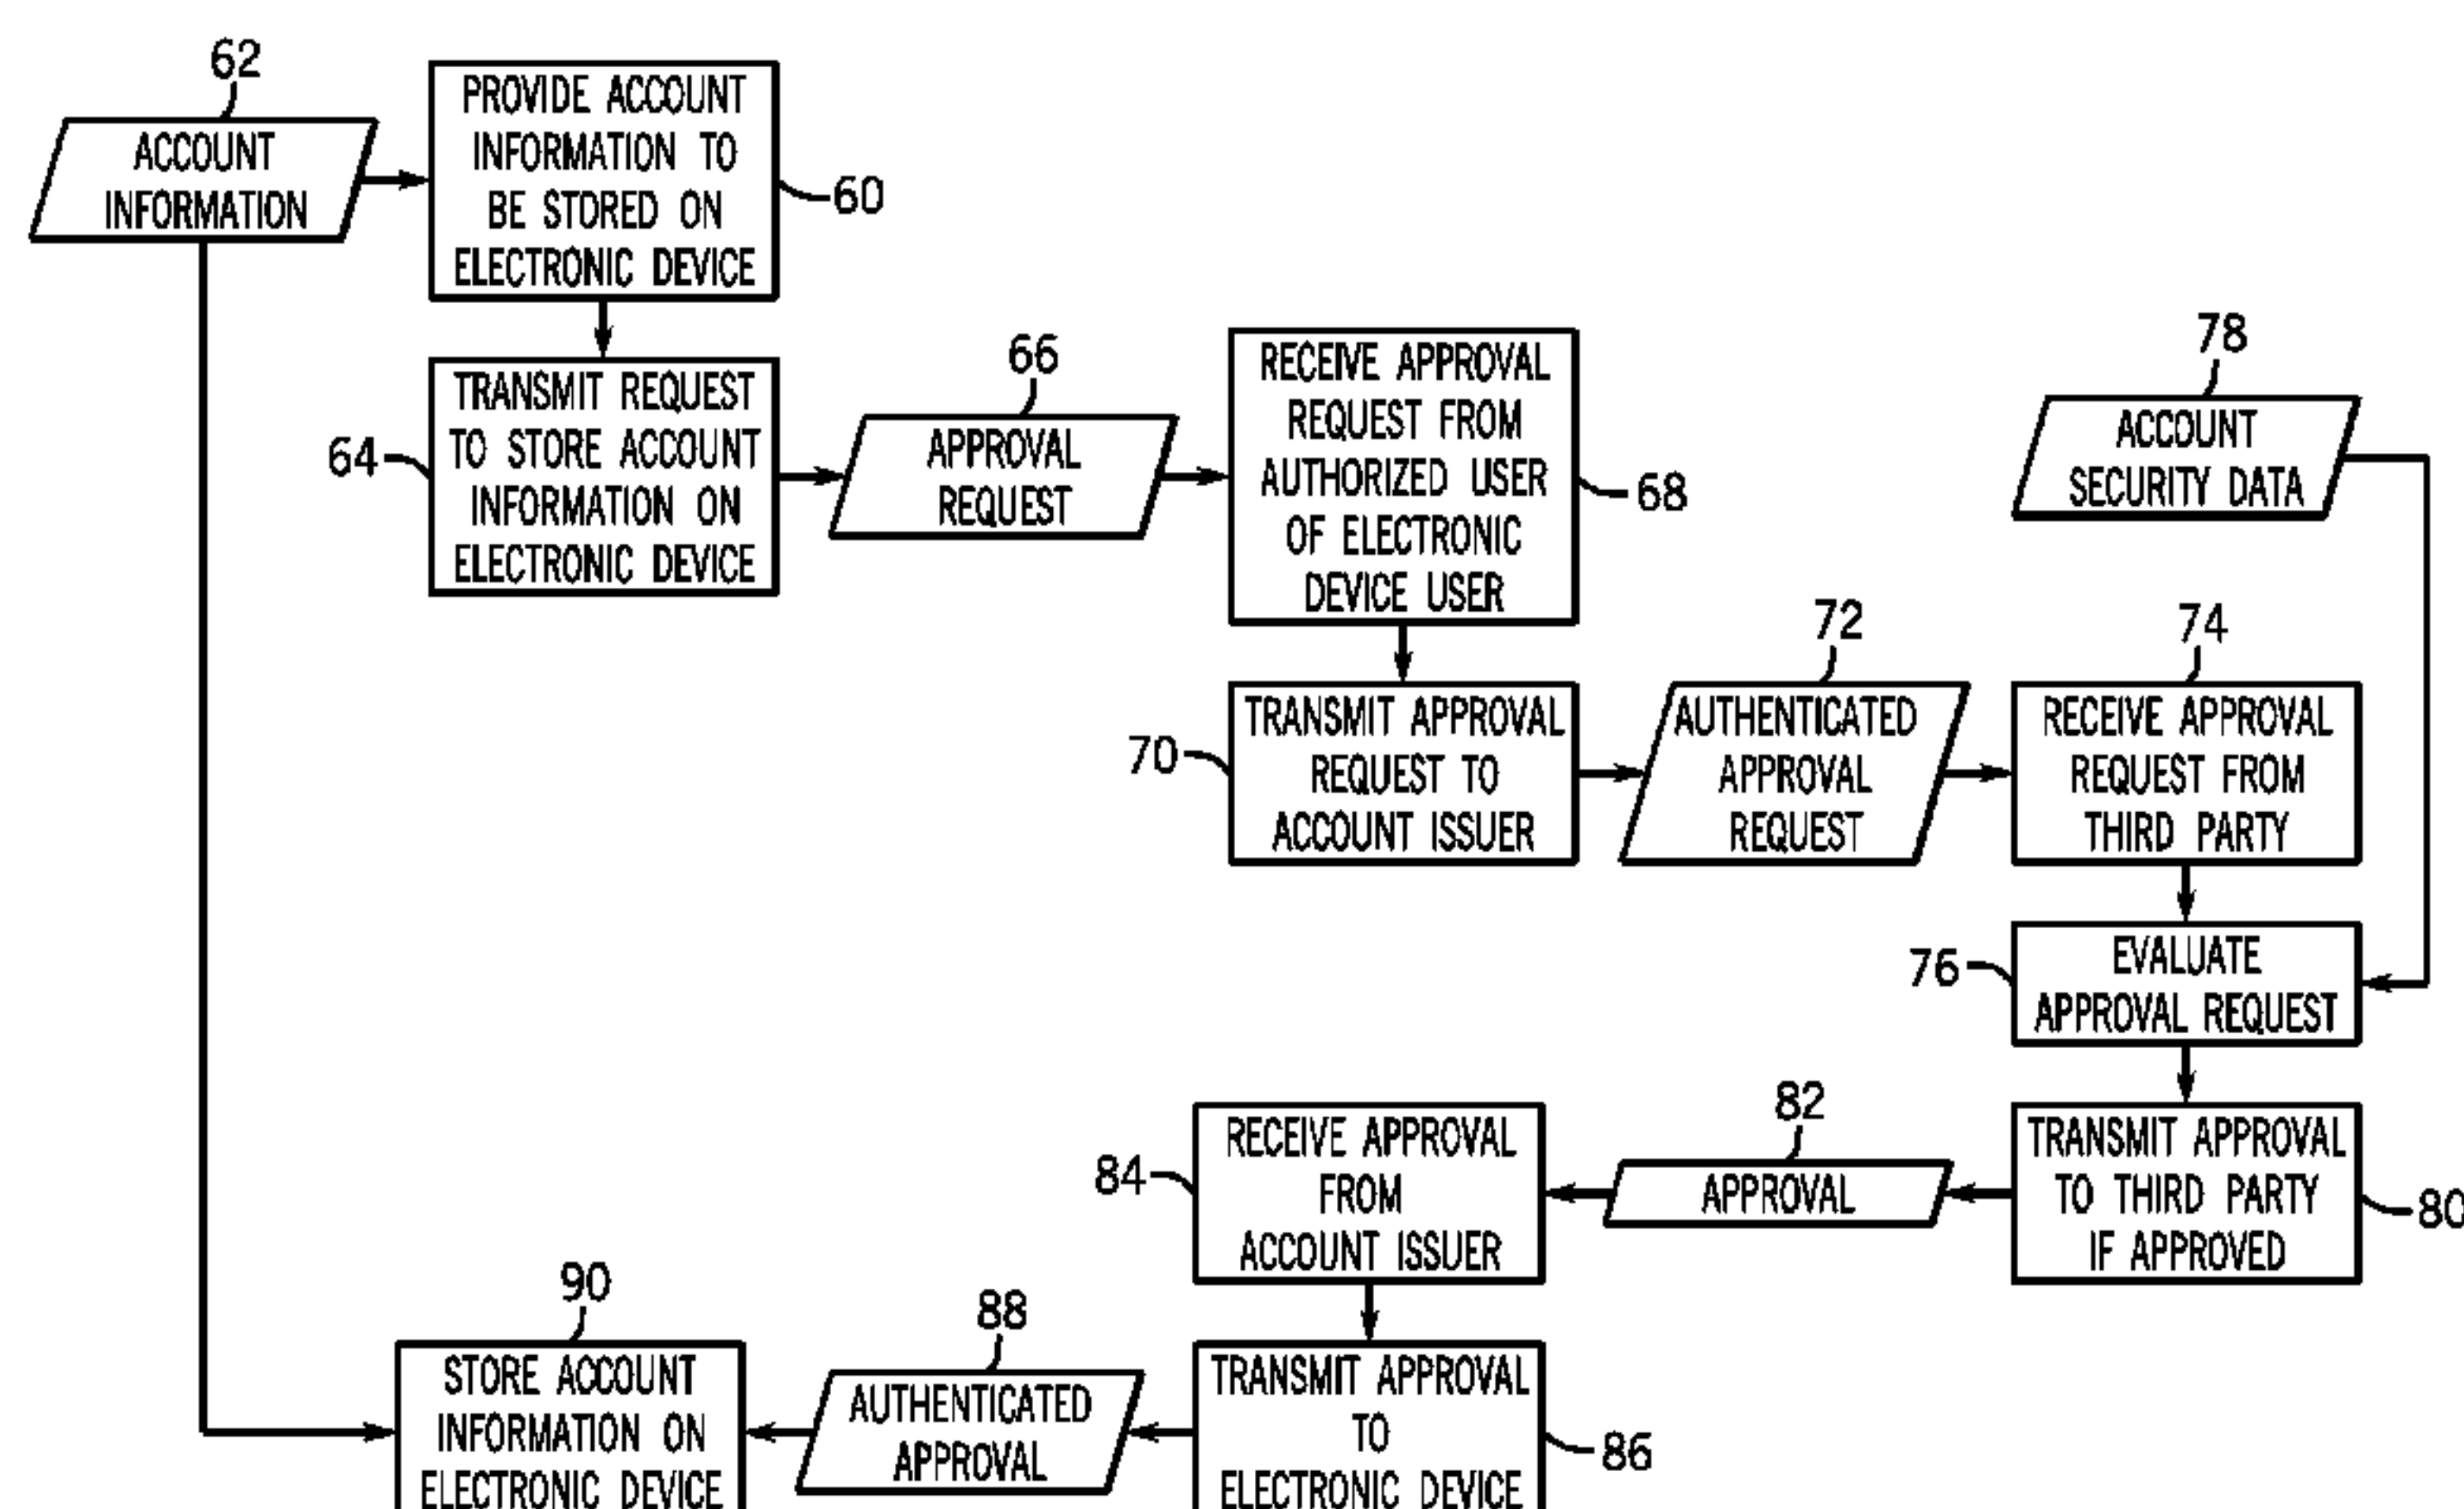 62
ACCOUNT
INFORMATION
PROVIDE ACCOUNT
INFORMATION TO
BE STORED ON
ELECTRONIC DEVICE
60
64
TRANSMIT REQUEST
TO STORE ACCOUNT
INFORMATION ON
ELECTRONIC DEVICE
66
APPROVAL
REQUEST
RECEIVE APPROVAL
REQUEST FROM
AUTHORIZED USER
OF ELECTRONIC
DEVICE USER
68
78
ACCOUNT
SECURITY DATA
70
TRANSMIT APPROVAL
REQUEST TO
ACCOUNT ISSUER
72
AUTHENTICATED
APPROVAL
REQUEST
74
RECEIVE APPROVAL
REQUEST FROM
THIRD PARTY
76
EVALUATE
APPROVAL REQUEST
TRANSMIT APPROVAL
TO THIRD PARTY
IF APPROVED
80
82
APPROVAL
84
RECEIVE APPROVAL
FROM
ACCOUNT ISSUER
TRANSMIT APPROVAL
TO
ELECTRONIC DEVICE
86
88
AUTHENTICATED
APPROVAL
90
STORE ACCOUNT
INFORMATION ON
ELECTRONIC DEVICE